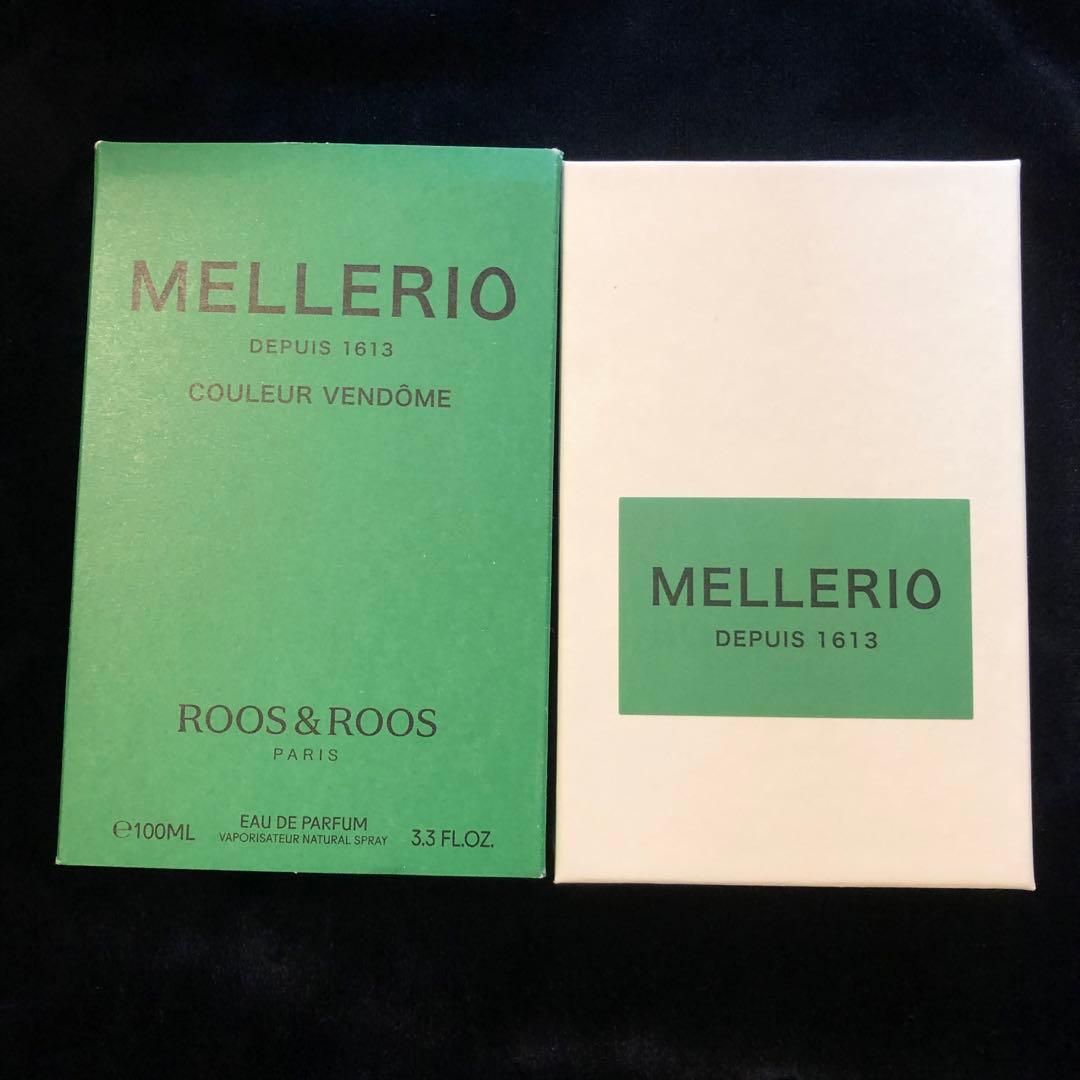 MELLERIO
DEPUIS 1613
COULEUR VENDÔME
ROOS & ROOS
PARIS
℮100ML
EAU DE PARFUM
VAPORISATEUR NATURAL SPRAY
3.3 FL.OZ.
MELLERIO
DEPUIS 1613